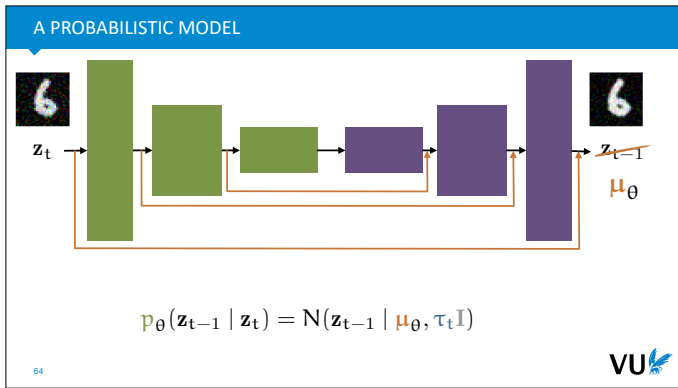 A PROBABILISTIC MODEL
z_t
z_{t−1}
μ_θ
p_θ(z_{t−1} | z_t) = N(z_{t−1} | μ_θ, τ_t I)
64
VU